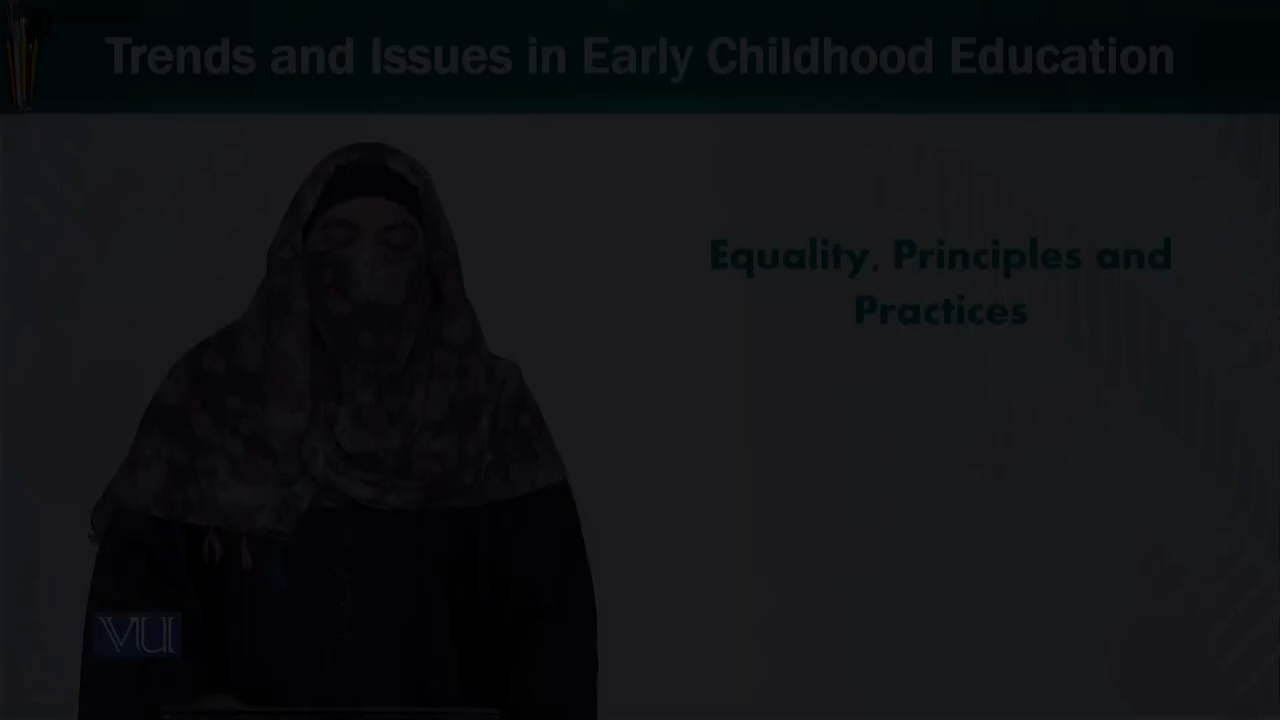 Trends and Issues in Early Childhood Education
Equality, Principles and
Practices
VU